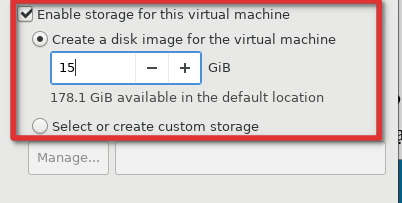 Enable storage for this virtual machine
Create a disk image for the virtual machine
15 − + GiB
178.1 GiB available in the default location
Select or create custom storage
Manage...